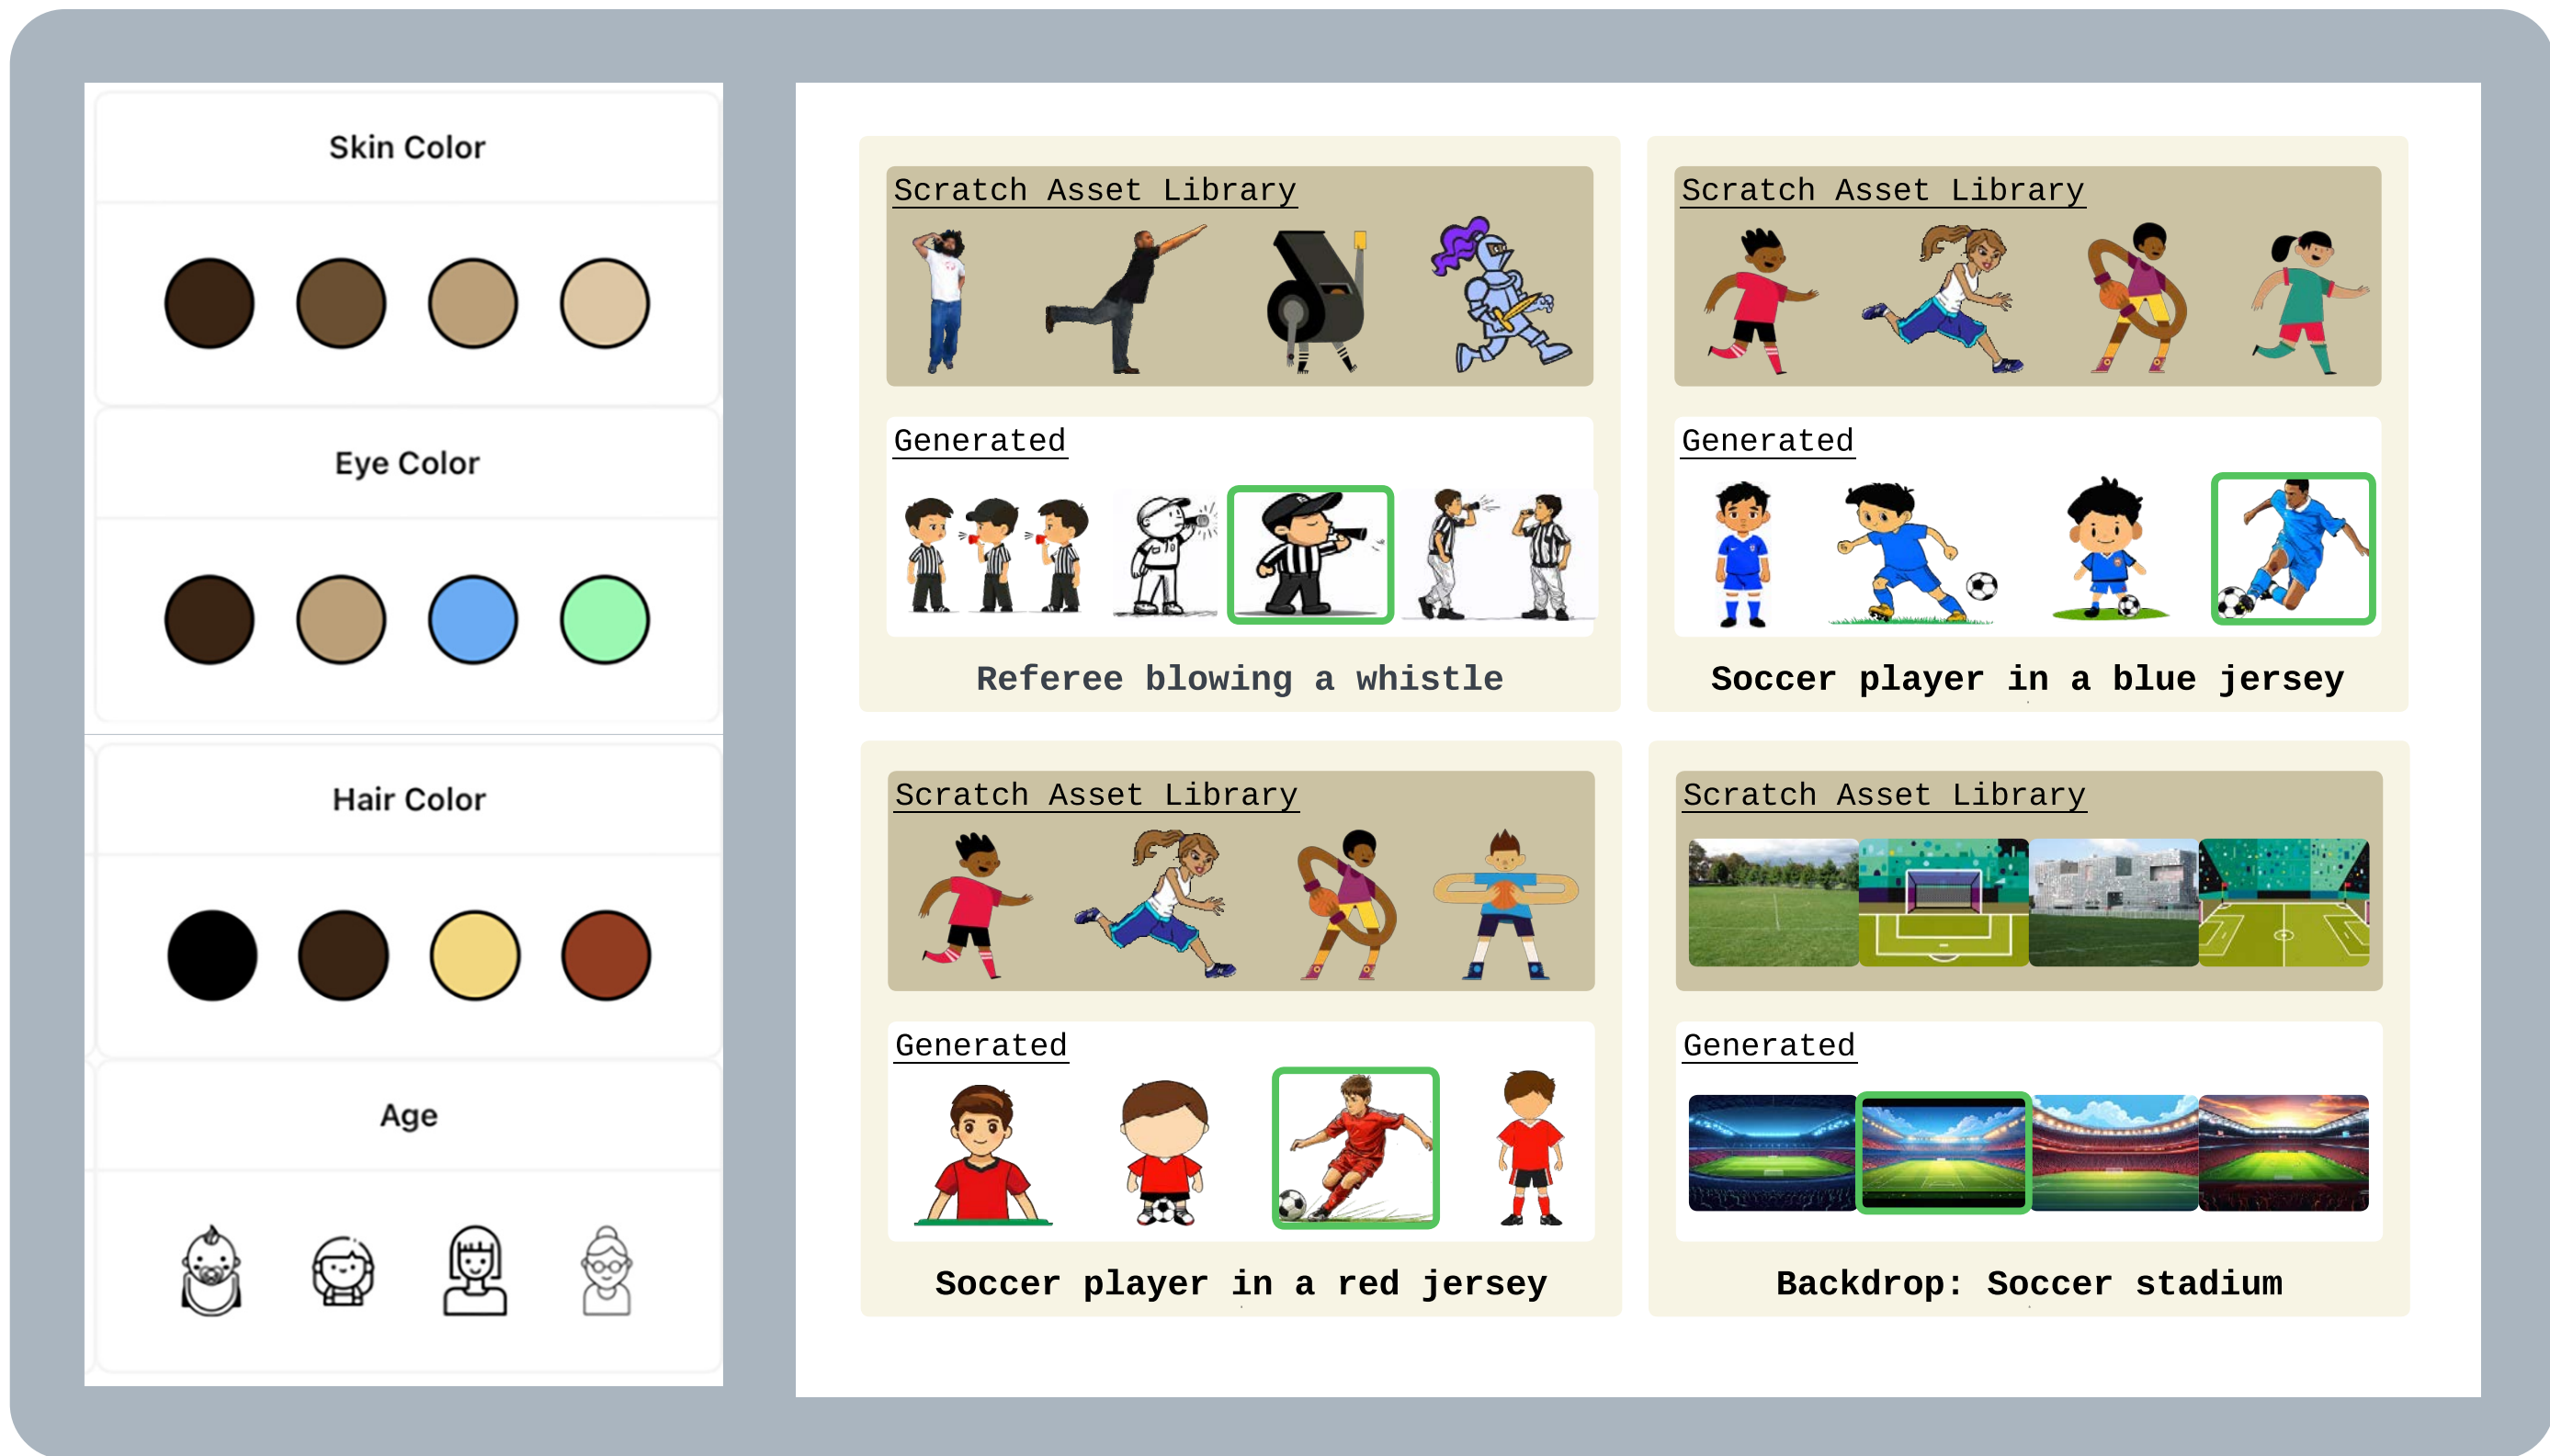 Skin Color
Eye Color
Hair Color
Age
Scratch Asset Library
Generated
Referee blowing a whistle
Scratch Asset Library
Generated
Soccer player in a blue jersey
Scratch Asset Library
Generated
Soccer player in a red jersey
Scratch Asset Library
Generated
Backdrop: Soccer stadium